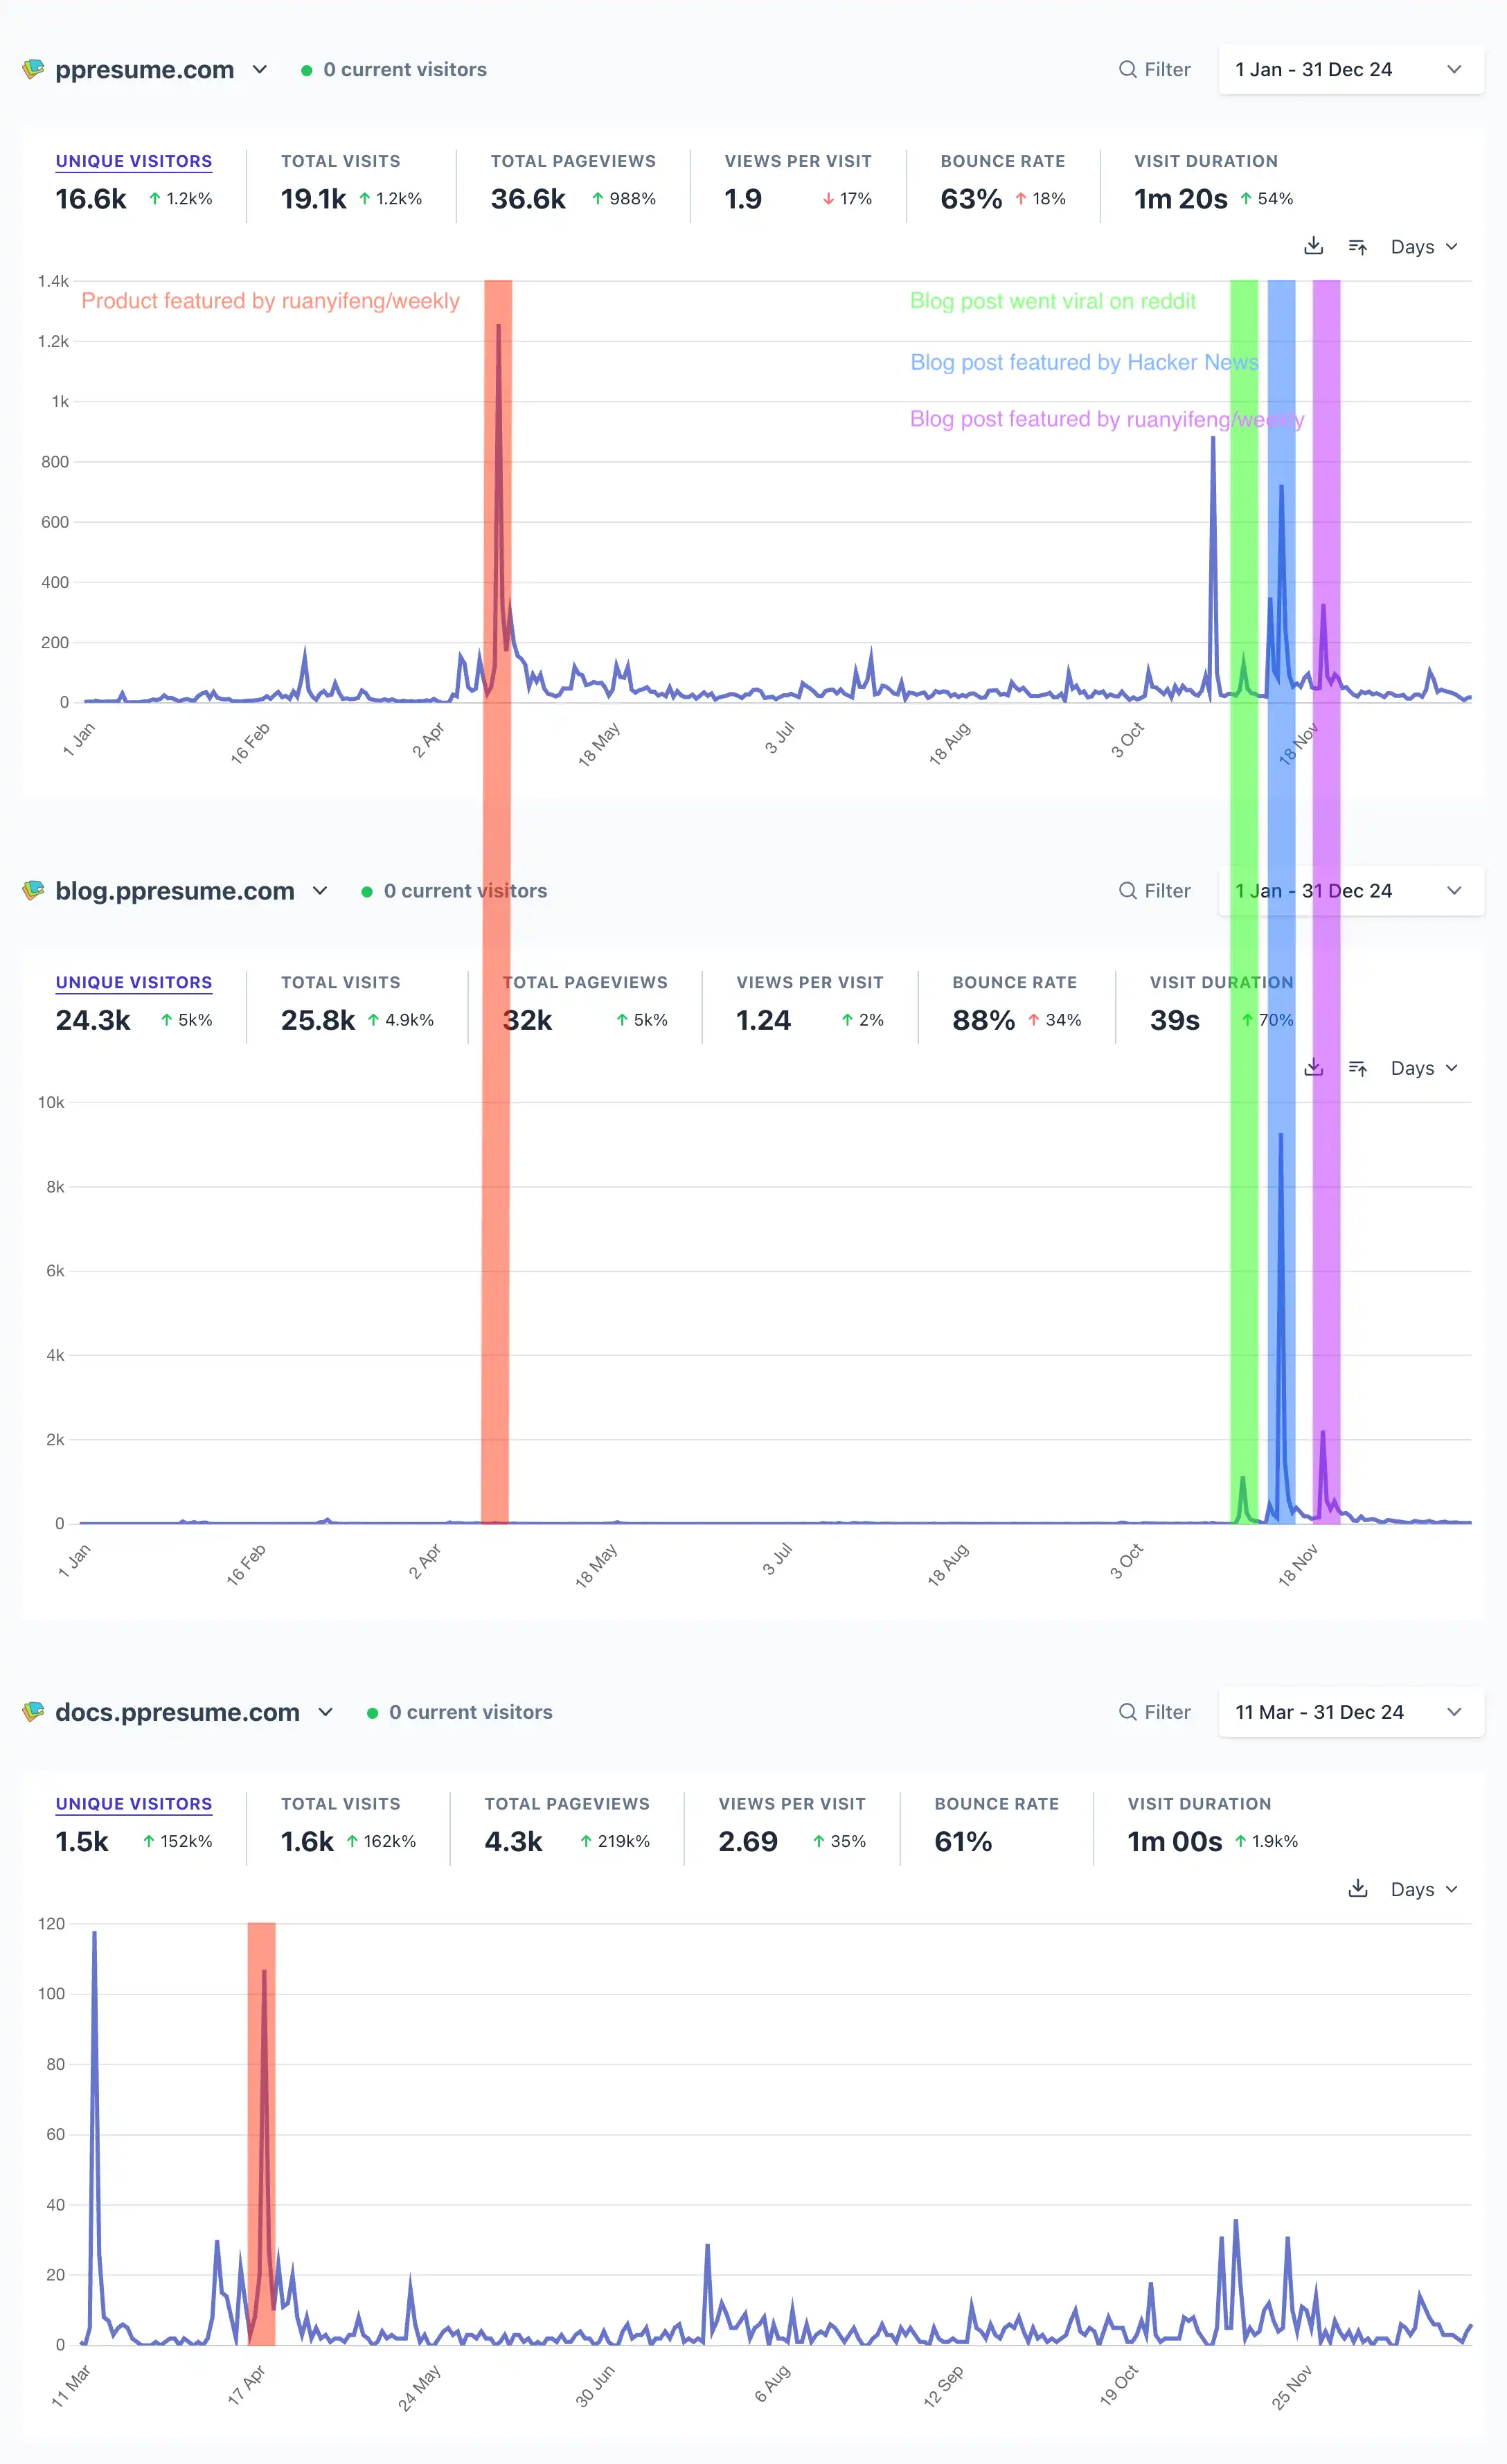 ppresume.com 0 current visitors Filter 1 Jan - 31 Dec 24
UNIQUE VISITORS TOTAL VISITS TOTAL PAGEVIEWS VIEWS PER VISIT BOUNCE RATE VISIT DURATION
16.6k ↑ 1.2k% 19.1k ↑ 1.2k% 36.6k ↑ 988% 1.9 ↓ 17% 63% ↑ 18% 1m 20s ↑ 54%
Days
1.4k
Product featured by ruanyifeng/weekly Blog post went viral on reddit
1.2k
Blog post featured by Hacker News
1k
Blog post featured by ruanyifeng/weekly
800
600
400
200
0
1 Jan 16 Feb 2 Apr 18 May 3 Jul 18 Aug 3 Oct 18 Nov
blog.ppresume.com 0 current visitors Filter 1 Jan - 31 Dec 24
UNIQUE VISITORS TOTAL VISITS TOTAL PAGEVIEWS VIEWS PER VISIT BOUNCE RATE VISIT DURATION
24.3k ↑ 5k% 25.8k ↑ 4.9k% 32k ↑ 5k% 1.24 ↑ 2% 88% ↑ 34% 39s ↑ 70%
Days
10k
8k
6k
4k
2k
0
1 Jan 16 Feb 2 Apr 18 May 3 Jul 18 Aug 3 Oct 18 Nov
docs.ppresume.com 0 current visitors Filter 11 Mar - 31 Dec 24
UNIQUE VISITORS TOTAL VISITS TOTAL PAGEVIEWS VIEWS PER VISIT BOUNCE RATE VISIT DURATION
1.5k ↑ 152k% 1.6k ↑ 162k% 4.3k ↑ 219k% 2.69 ↑ 35% 61% 1m 00s ↑ 1.9k%
Days
120
100
80
60
40
20
0
11 Mar 17 Apr 24 May 30 Jun 6 Aug 12 Sep 19 Oct 25 Nov